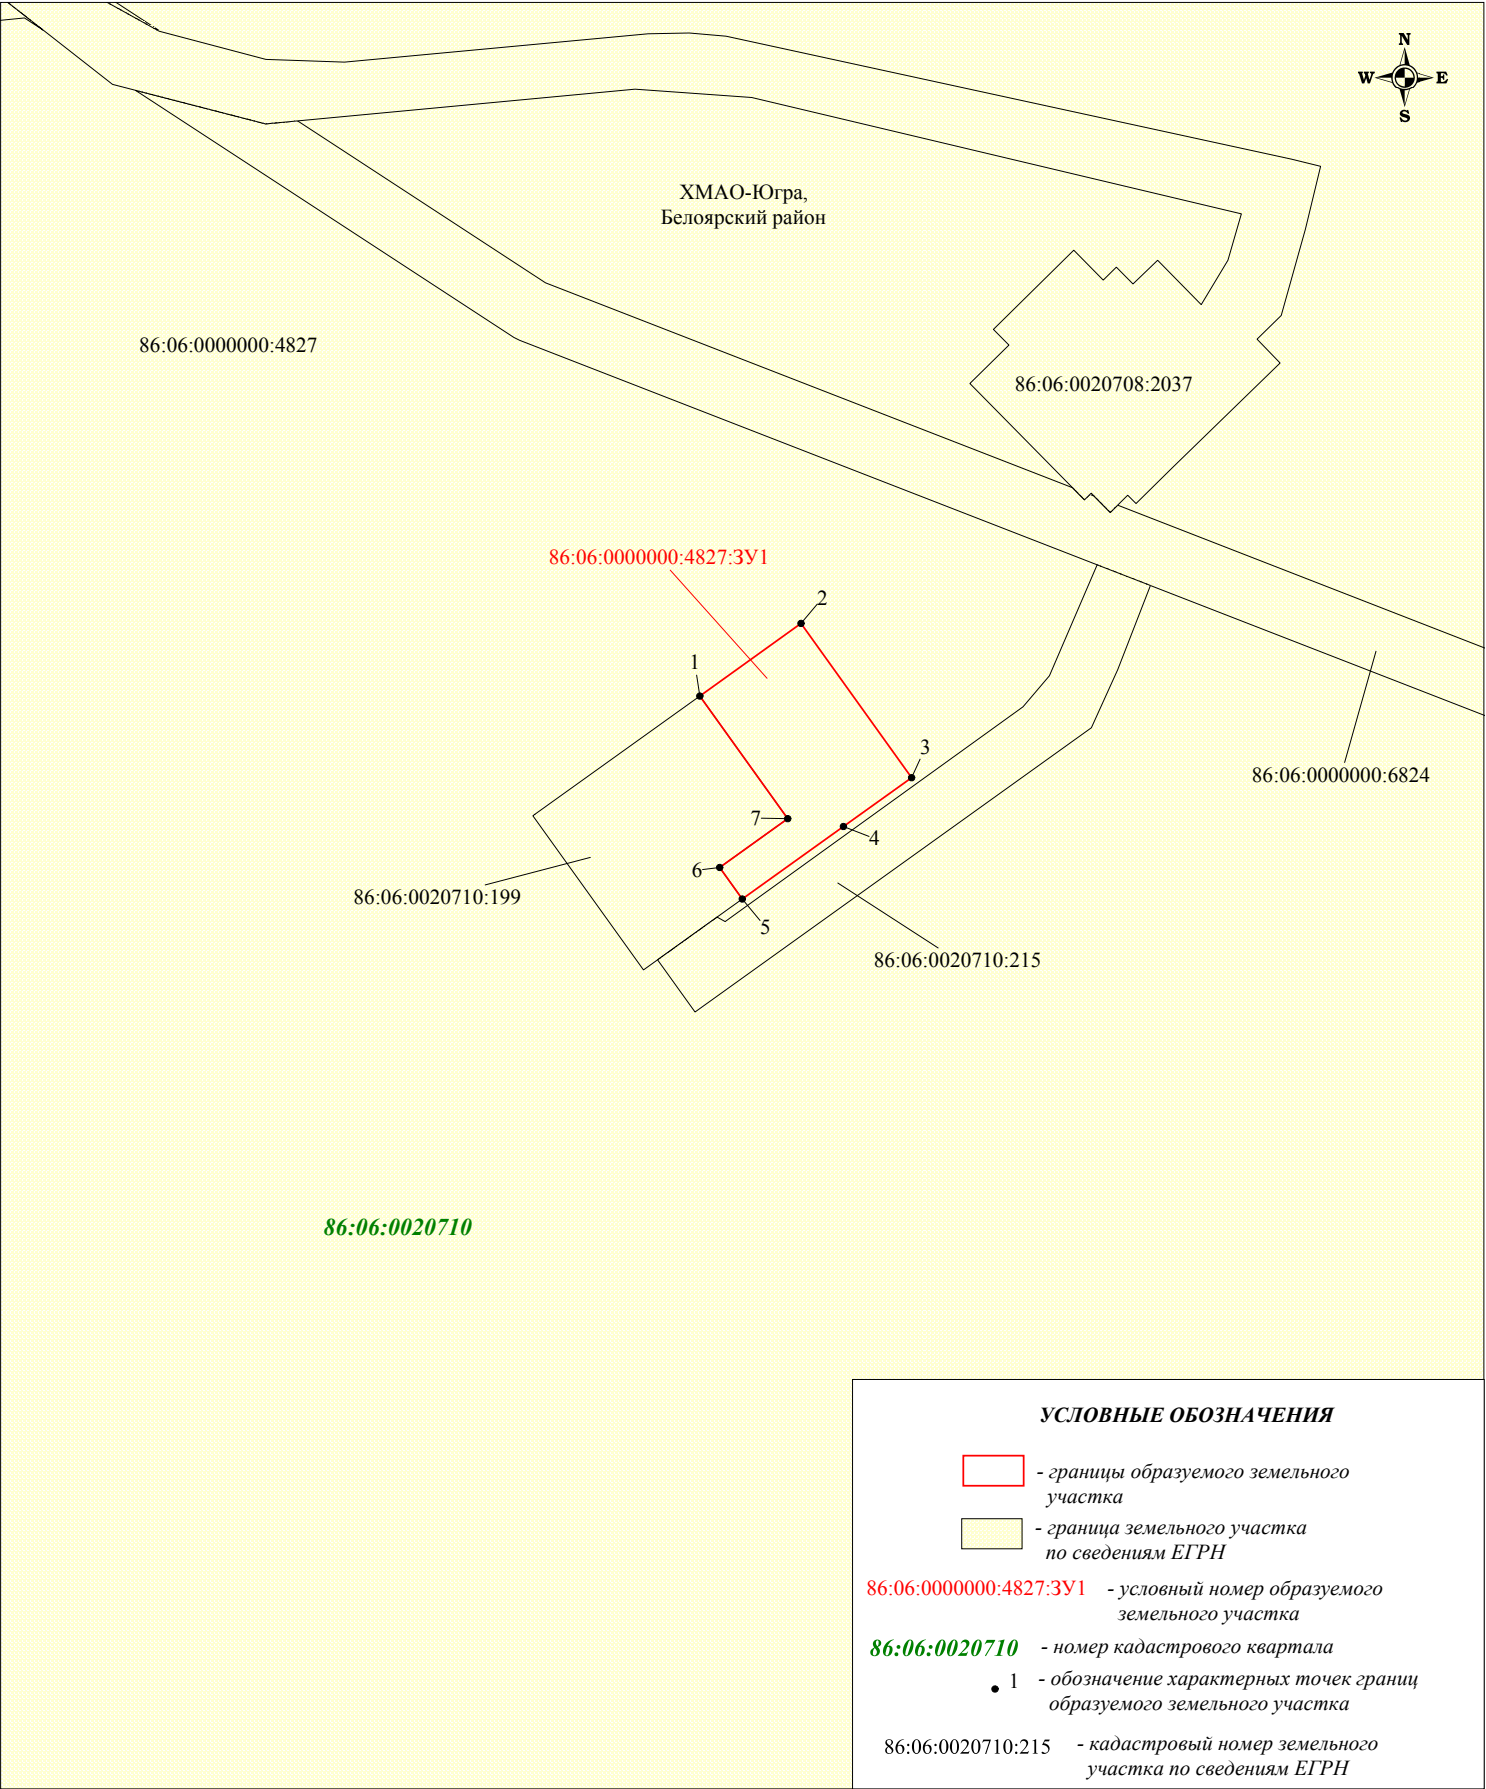 N
W E
S
ХМАО-Югра,
Белоярский район
86:06:0000000:4827
86:06:0020708:2037
86:06:0000000:4827:ЗУ1
2
1
3
86:06:0000000:6824
7
4
6
86:06:0020710:199
5
86:06:0020710:215
86:06:0020710
УСЛОВНЫЕ ОБОЗНАЧЕНИЯ
- границы образуемого земельного
участка
- граница земельного участка
по сведениям ЕГРН
86:06:0000000:4827:ЗУ1 - условный номер образуемого
земельного участка
86:06:0020710 - номер кадастрового квартала
1 - обозначение характерных точек границ
образуемого земельного участка
86:06:0020710:215 - кадастровый номер земельного
участка по сведениям ЕГРН